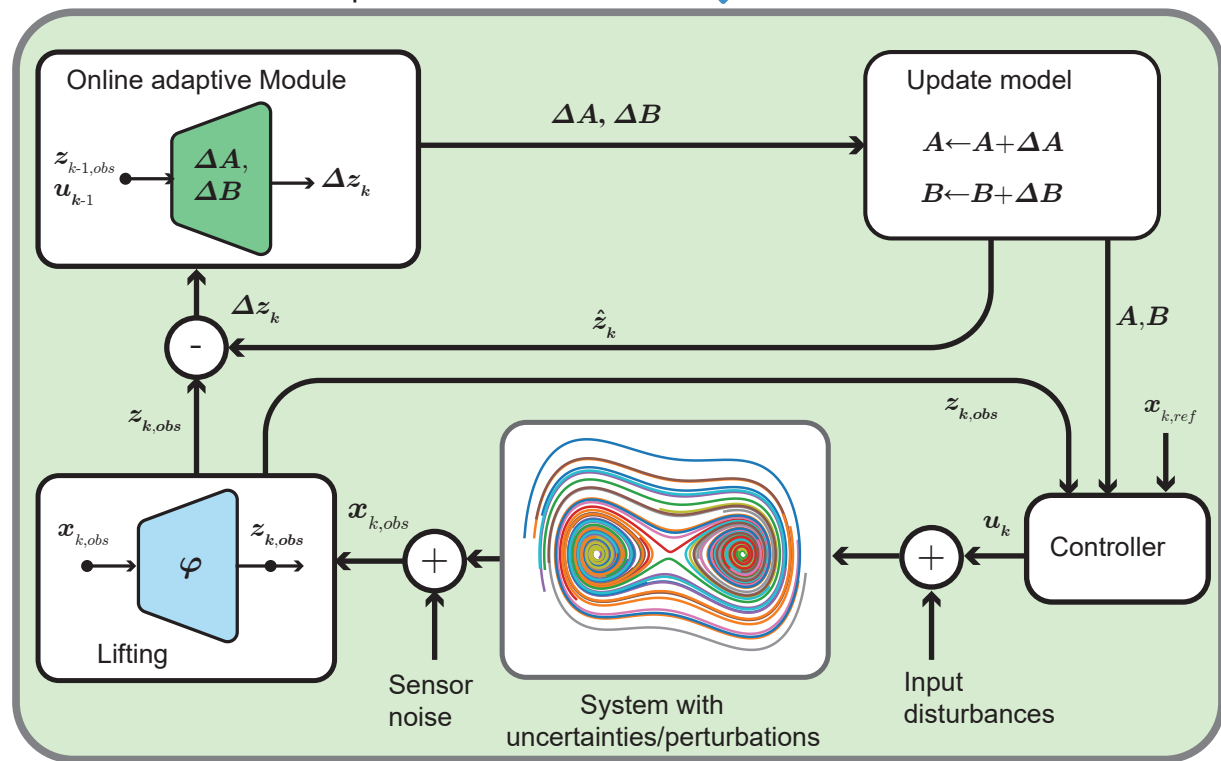 Online adaptive Module
z_{k-1,obs}
u_{k-1}
ΔA,
ΔB
Δz_k
ΔA, ΔB
Update model
A←A+ΔA
B←B+ΔB
Δz_k
ẑ_k
A,B
-
z_{k,obs}
z_{k,obs}
x_{k,ref}
x_{k,obs}
φ
z_{k,obs}
Lifting
x_{k,obs}
+
Sensor
noise
System with
uncertainties/perturbations
+
Input
disturbances
u_k
Controller